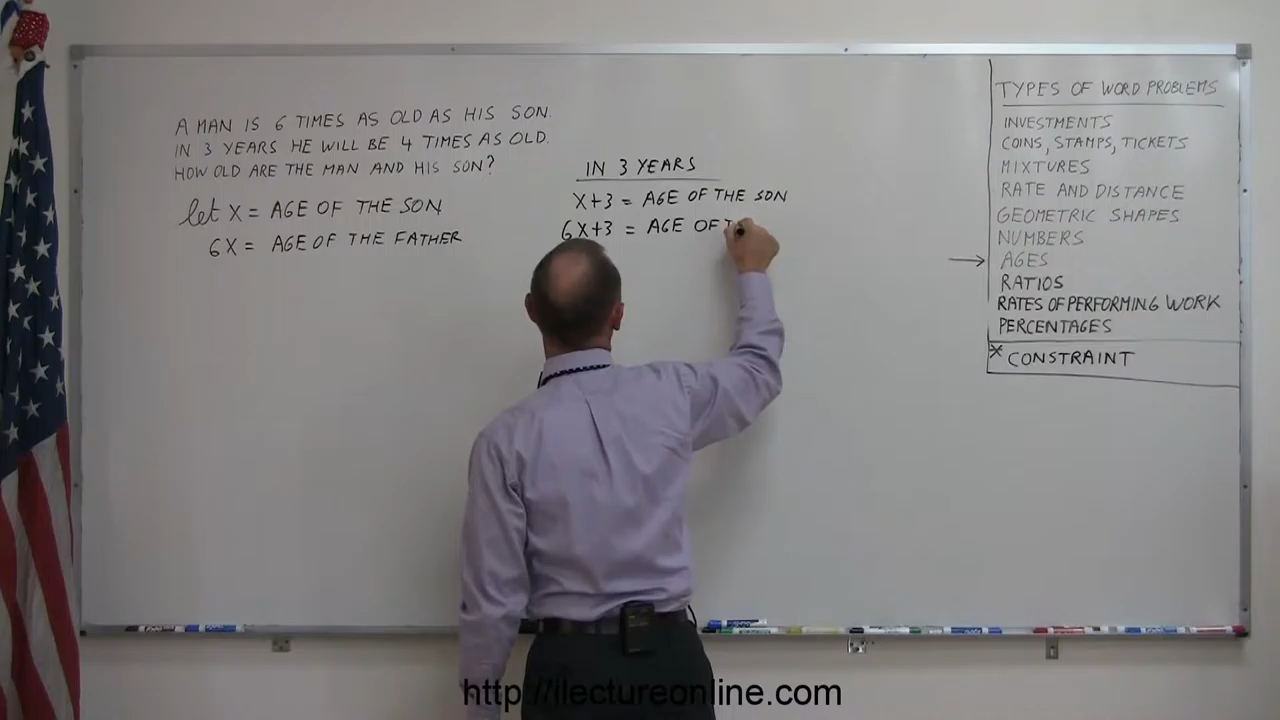 A MAN IS 6 TIMES AS OLD AS HIS SON.
IN 3 YEARS HE WILL BE 4 TIMES AS OLD.
HOW OLD ARE THE MAN AND HIS SON?
let X = AGE OF THE SON
6X = AGE OF THE FATHER
IN 3 YEARS
X+3 = AGE OF THE SON
6X+3 = AGE OF T
TYPES OF WORD PROBLEMS
INVESTMENTS
COINS, STAMPS, TICKETS
MIXTURES
RATE AND DISTANCE
GEOMETRIC SHAPES
NUMBERS
→ AGES
RATIOS
RATES OF PERFORMING WORK
PERCENTAGES
* CONSTRAINT
http://ilectureonline.com